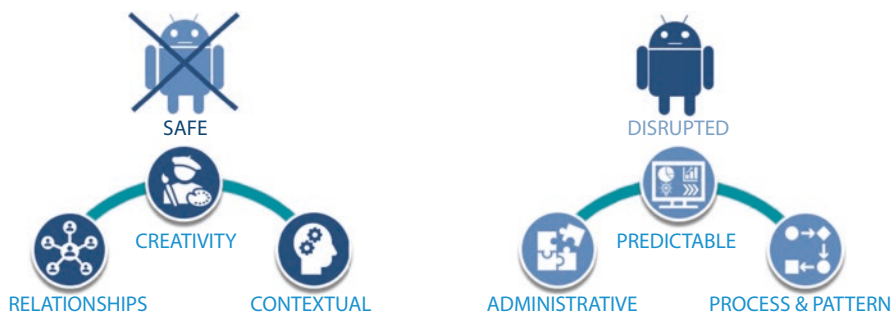 SAFE
CREATIVITY
RELATIONSHIPS
CONTEXTUAL
DISRUPTED
PREDICTABLE
ADMINISTRATIVE
PROCESS & PATTERN